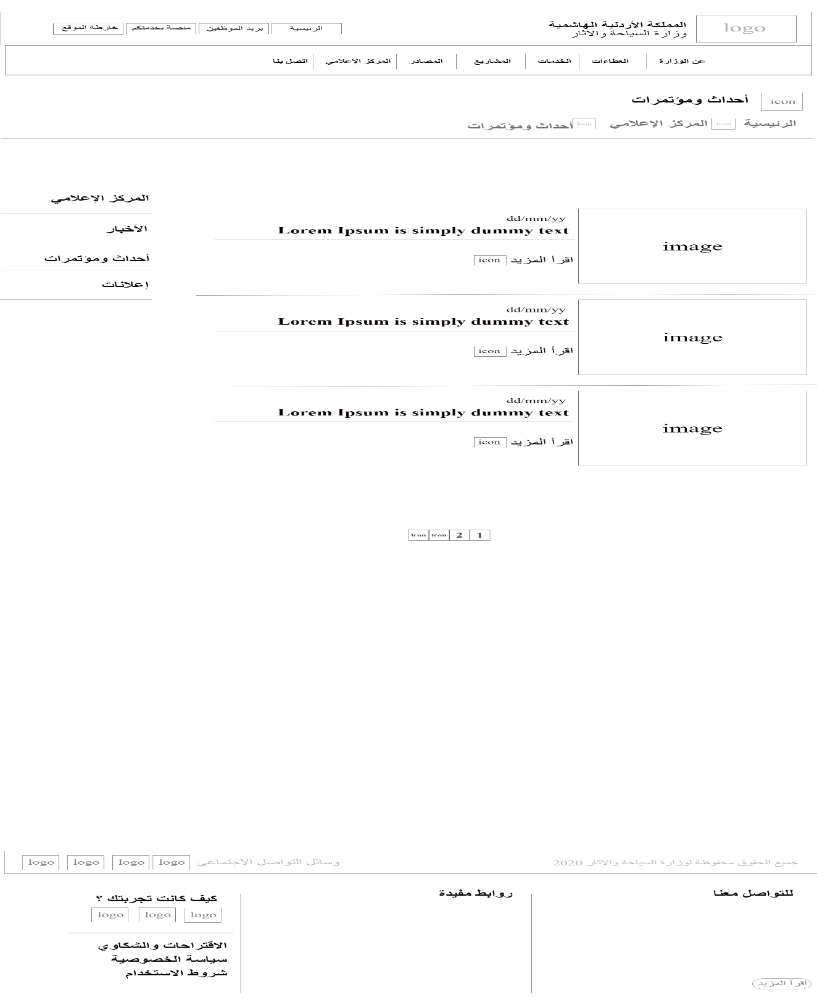 logo
المملكة الأردنية الهاشمية
وزارة السياحة والاثار
الرئيسية
بريد الموظفين
منصة بخدمتكم
خارطة الموقع
عن الوزارة
العطاءات
الخدمات
المشاريع
المصادر
المركز الإعلامي
اتصل بنا
icon
أحداث ومؤتمرات
الرئيسية icon المركز الإعلامي icon أحداث ومؤتمرات
المركز الإعلامي
الأخبار
أحداث ومؤتمرات
إعلانات
image
dd/mm/yy
Lorem Ipsum is simply dummy text
اقرأ المزيد icon
image
dd/mm/yy
Lorem Ipsum is simply dummy text
اقرأ المزيد icon
image
dd/mm/yy
Lorem Ipsum is simply dummy text
اقرأ المزيد icon
1 2 icon icon
جميع الحقوق محفوظة لوزارة السياحة والاثار 2020
وسائل التواصل الاجتماعي logo logo logo logo
للتواصل معنا
اقرأ المزيد
روابط مفيدة
كيف كانت تجربتك ؟
logo logo logo
الاقتراحات والشكاوي
سياسة الخصوصية
شروط الاستخدام